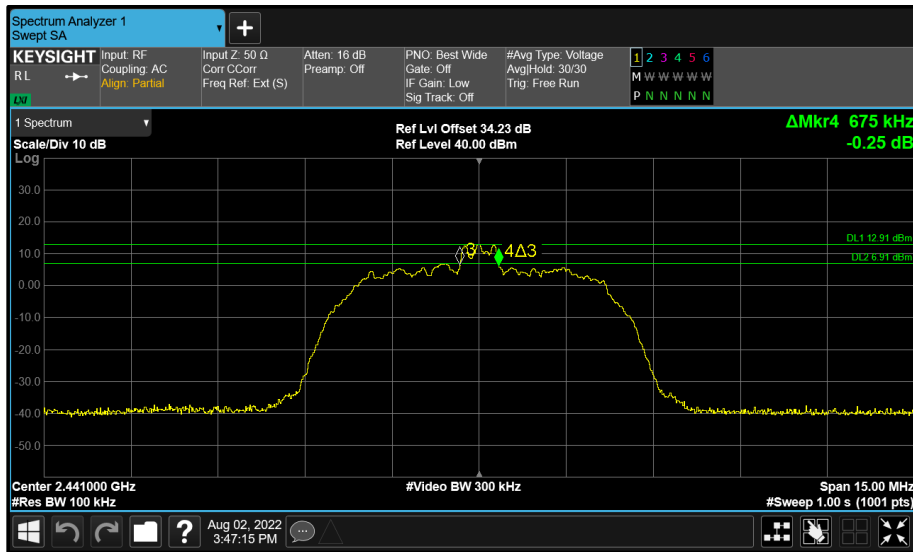 Spectrum Analyzer 1
Swept SA
KEYSIGHT
R L
LXI
Input: RF
Coupling: AC
Align: Partial
Input Z: 50 Ω
Corr CCorr
Freq Ref: Ext (S)
Atten: 16 dB
Preamp: Off
PNO: Best Wide
Gate: Off
IF Gain: Low
Sig Track: Off
#Avg Type: Voltage
Avg|Hold: 30/30
Trig: Free Run
1 2 3 4 5 6
M W W W W W
P N N N N N
1 Spectrum
Scale/Div 10 dB
Log
Ref Lvl Offset 34.23 dB
Ref Level 40.00 dBm
ΔMkr4 675 kHz
-0.25 dB
30.0
20.0
10.0
0.00
-10.0
-20.0
-30.0
-40.0
-50.0
DL1 12.91 dBm
DL2 6.91 dBm
3
4Δ3
Center 2.441000 GHz
#Res BW 100 kHz
#Video BW 300 kHz
Span 15.00 MHz
#Sweep 1.00 s (1001 pts)
?
Aug 02, 2022
3:47:15 PM